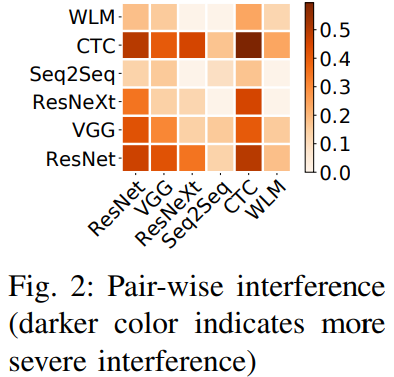 WLM
CTC
Seq2Seq
ResNeXt
VGG
ResNet
0.5
0.4
0.3
0.2
0.1
0.0
ResNet
VGG
ResNeXt
Seq2Seq
CTC
WLM
Fig. 2: Pair-wise interference
(darker color indicates more
severe interference)